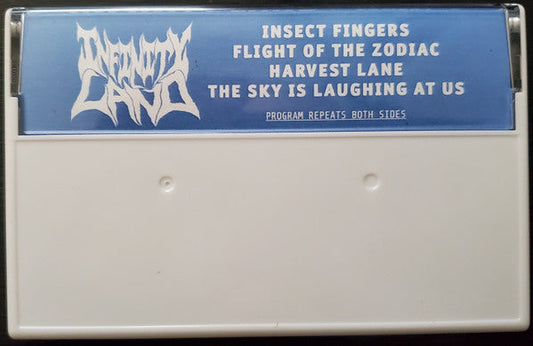 INFINITY
LAND
INSECT FINGERS
FLIGHT OF THE ZODIAC
HARVEST LANE
THE SKY IS LAUGHING AT US
PROGRAM REPEATS BOTH SIDES